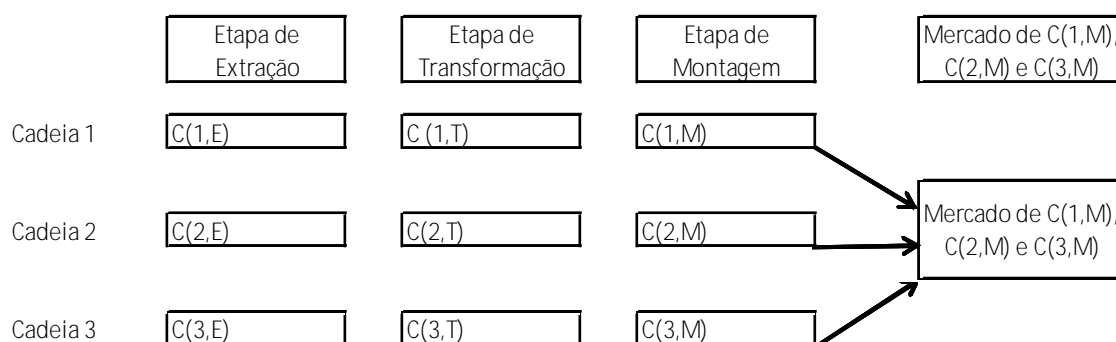 Etapa de
Extração
Etapa de
Transformação
Etapa de
Montagem
Mercado de C(1,M),
C(2,M) e C(3,M)
Cadeia 1
C(1,E)
C (1,T)
C(1,M)
Mercado de C(1,M),
C(2,M) e C(3,M)
Cadeia 2
C(2,E)
C(2,T)
C(2,M)
Cadeia 3
C(3,E)
C(3,T)
C(3,M)